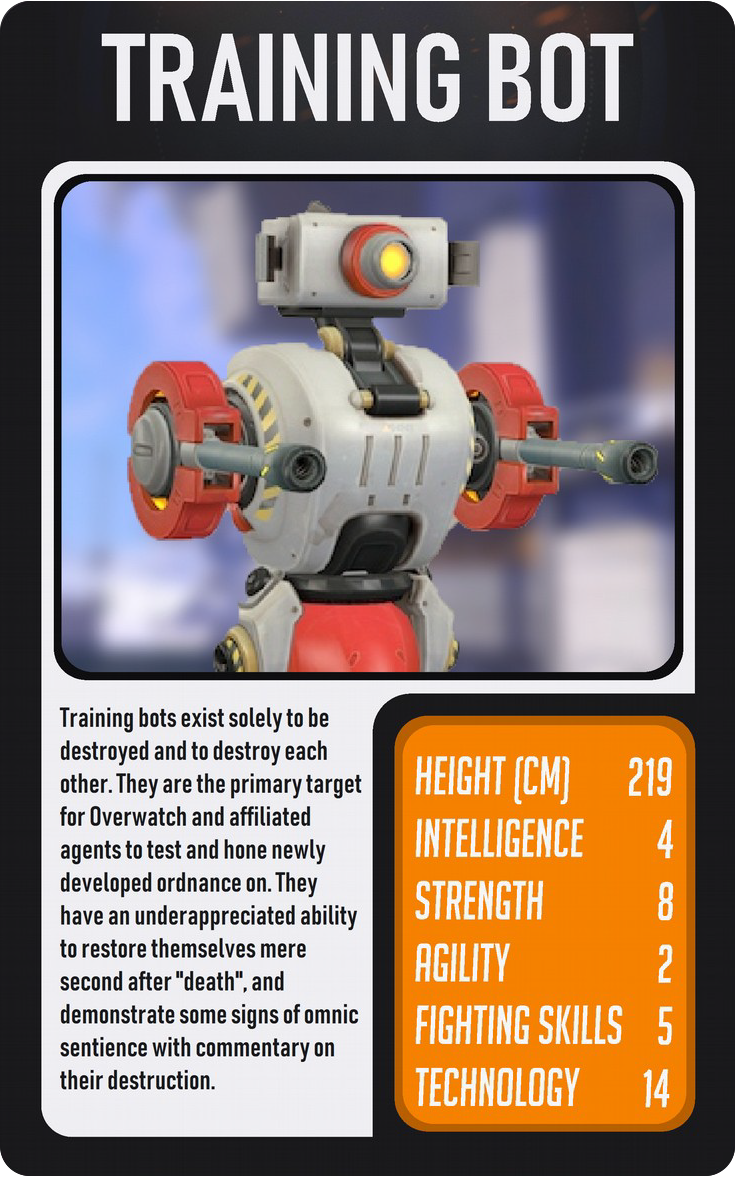 TRAINING BOT
Training bots exist solely to be
destroyed and to destroy each
other. They are the primary target
for Overwatch and affiliated
agents to test and hone newly
developed ordnance on. They
have an underappreciated ability
to restore themselves mere
second after "death", and
demonstrate some signs of omnic
sentience with commentary on
their destruction.
HEIGHT (CM) 219
INTELLIGENCE 4
STRENGTH 8
AGILITY 2
FIGHTING SKILLS 5
TECHNOLOGY 14